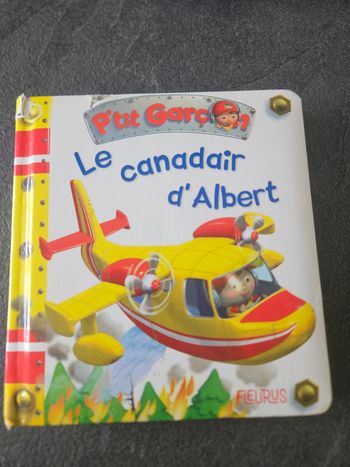 P'tit Garçon
Le canadair
d'Albert
FLEURUS